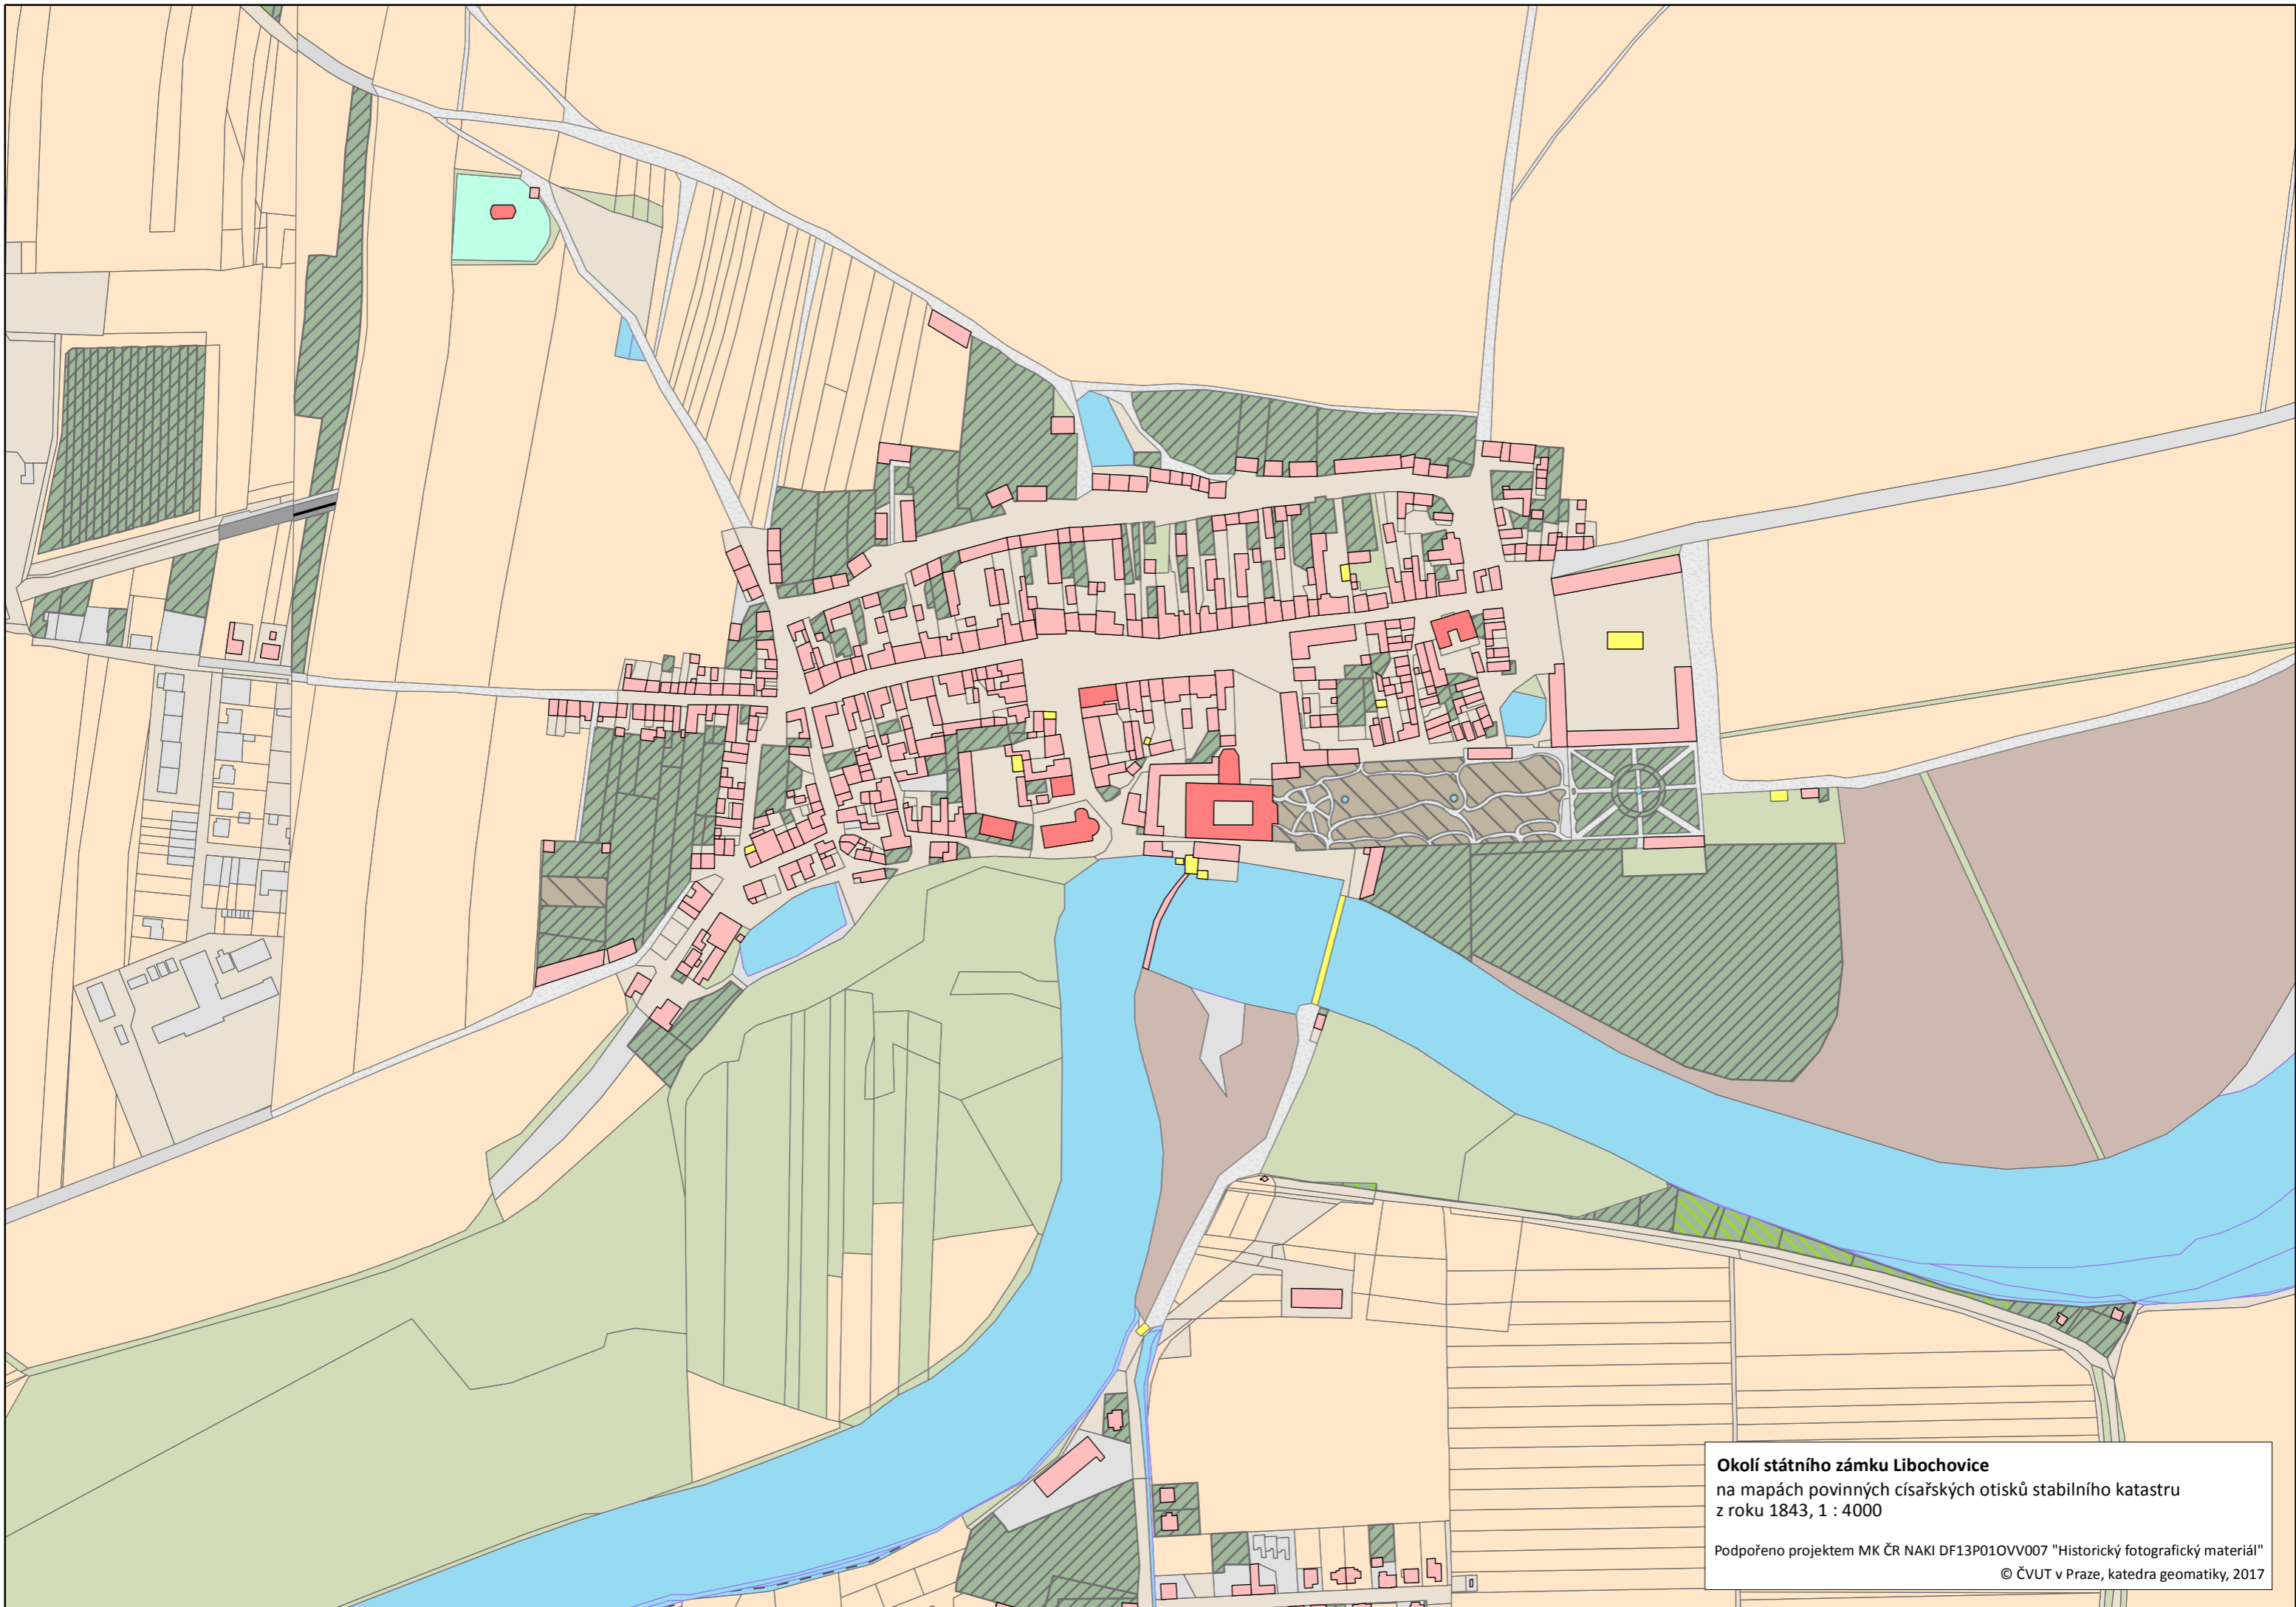 Okolí státního zámku Libochovice
na mapách povinných císařských otisků stabilního katastru
z roku 1843, 1 : 4000
Podpořeno projektem MK ČR NAKI DF13P01OVV007 "Historický fotografický materiál"
© ČVUT v Praze, katedra geomatiky, 2017